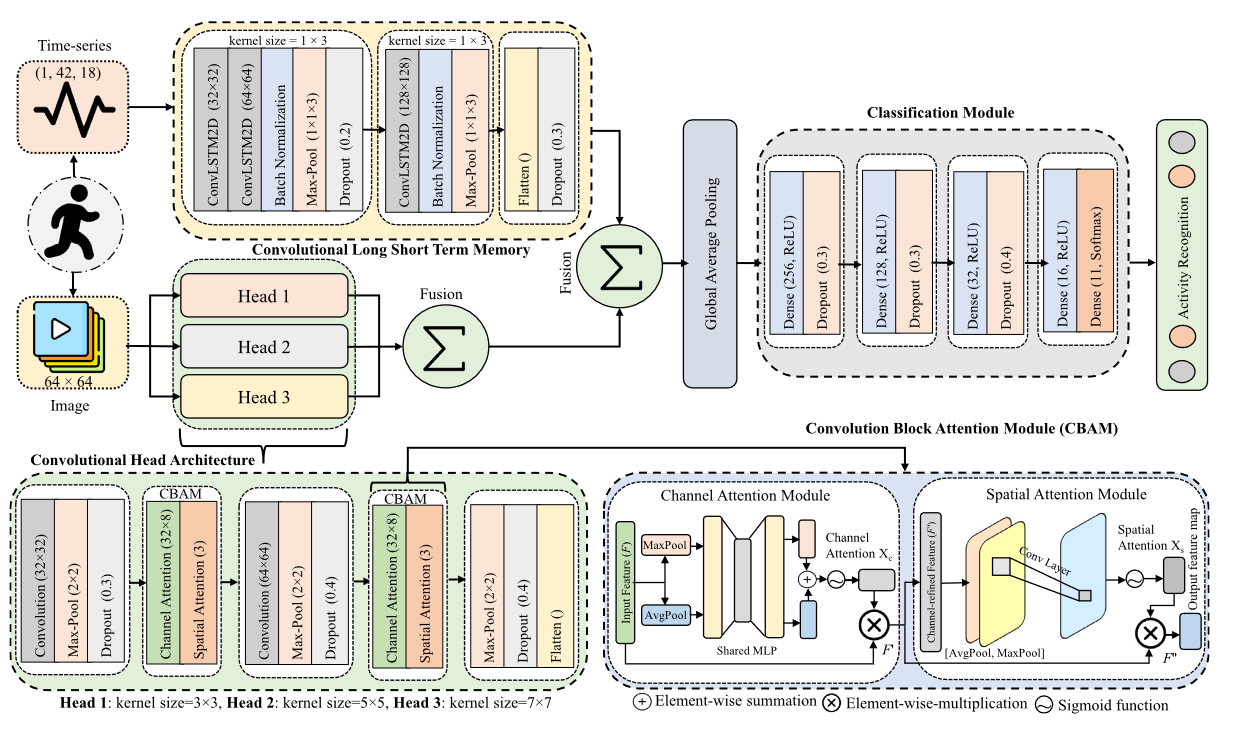 Time-series
(1, 42, 18)
kernel size = 1 × 3
ConvLSTM2D (32×32)
ConvLSTM2D (64×64)
Batch Normalization
Max-Pool (1×1×3)
Dropout (0.2)
kernel size = 1 × 3
ConvLSTM2D (128×128)
Batch Normalization
Max-Pool (1×1×3)
Flatten ()
Dropout (0.3)
Convolutional Long Short Term Memory
64 × 64
Image
Head 1
Head 2
Head 3
Fusion
Fusion
Global Average Pooling
Classification Module
Dense (256, ReLU)
Dropout (0.3)
Dense (128, ReLU)
Dropout (0.3)
Dense (32, ReLU)
Dropout (0.4)
Dense (16, ReLU)
Dense (11, Softmax)
Activity Recognition
Convolutional Head Architecture
Convolution (32×32)
Max-Pool (2×2)
Dropout (0.3)
CBAM
Channel Attention (32×8)
Spatial Attention (3)
Convolution (64×64)
Max-Pool (2×2)
Dropout (0.4)
CBAM
Channel Attention (32×8)
Spatial Attention (3)
Max-Pool (2×2)
Dropout (0.4)
Flatten ()
Head 1: kernel size=3×3, Head 2: kernel size=5×5, Head 3: kernel size=7×7
Convolution Block Attention Module (CBAM)
Channel Attention Module
Input Feature (F)
MaxPool
AvgPool
Shared MLP
Channel
Attention Xc
F'
Spatial Attention Module
Channel-refined Feature (F')
Conv Layer
[AvgPool, MaxPool]
Spatial
Attention Xs
F"
Output feature map
Element-wise summation
Element-wise-multiplication
Sigmoid function